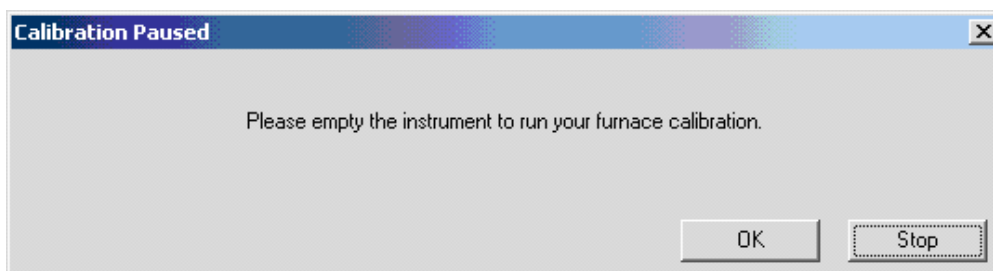 Calibration Paused
Please empty the instrument to run your furnace calibration.
OK
Stop